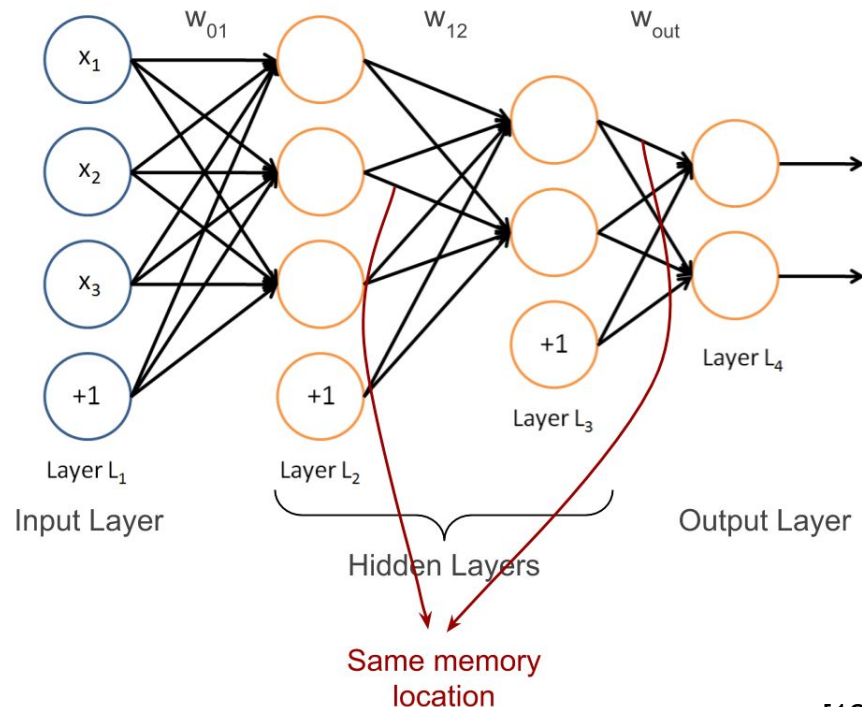 w₀₁ w₁₂ wₒᵤₜ
x₁
x₂
x₃
+1 +1 +1
Layer L₁ Layer L₂ Layer L₃ Layer L₄
Input Layer Output Layer
Hidden Layers
Same memory
location